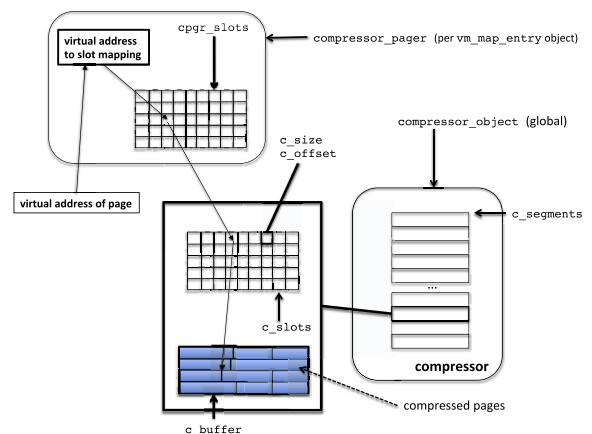 cpgr_slots
virtual address
to slot mapping
compressor_pager (per vm_map_entry object)
compressor_object (global)
c_size
c_offset
virtual address of page
c_segments
...
c_slots
compressor
compressed pages
c buffer